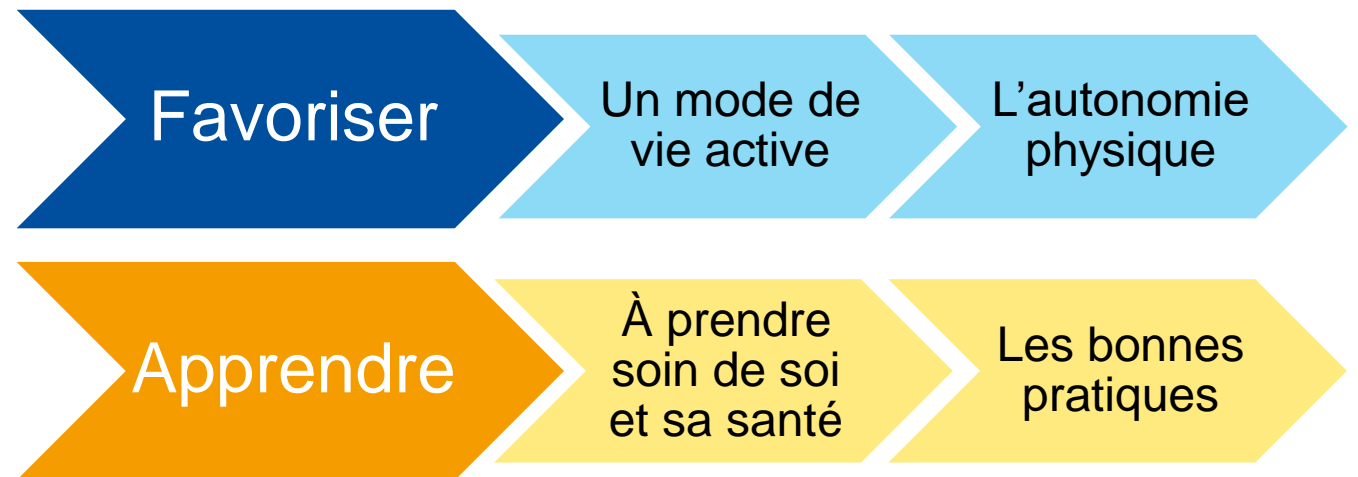 Favoriser
Un mode de
vie active
L’autonomie
physique
Apprendre
À prendre
soin de soi
et sa santé
Les bonnes
pratiques